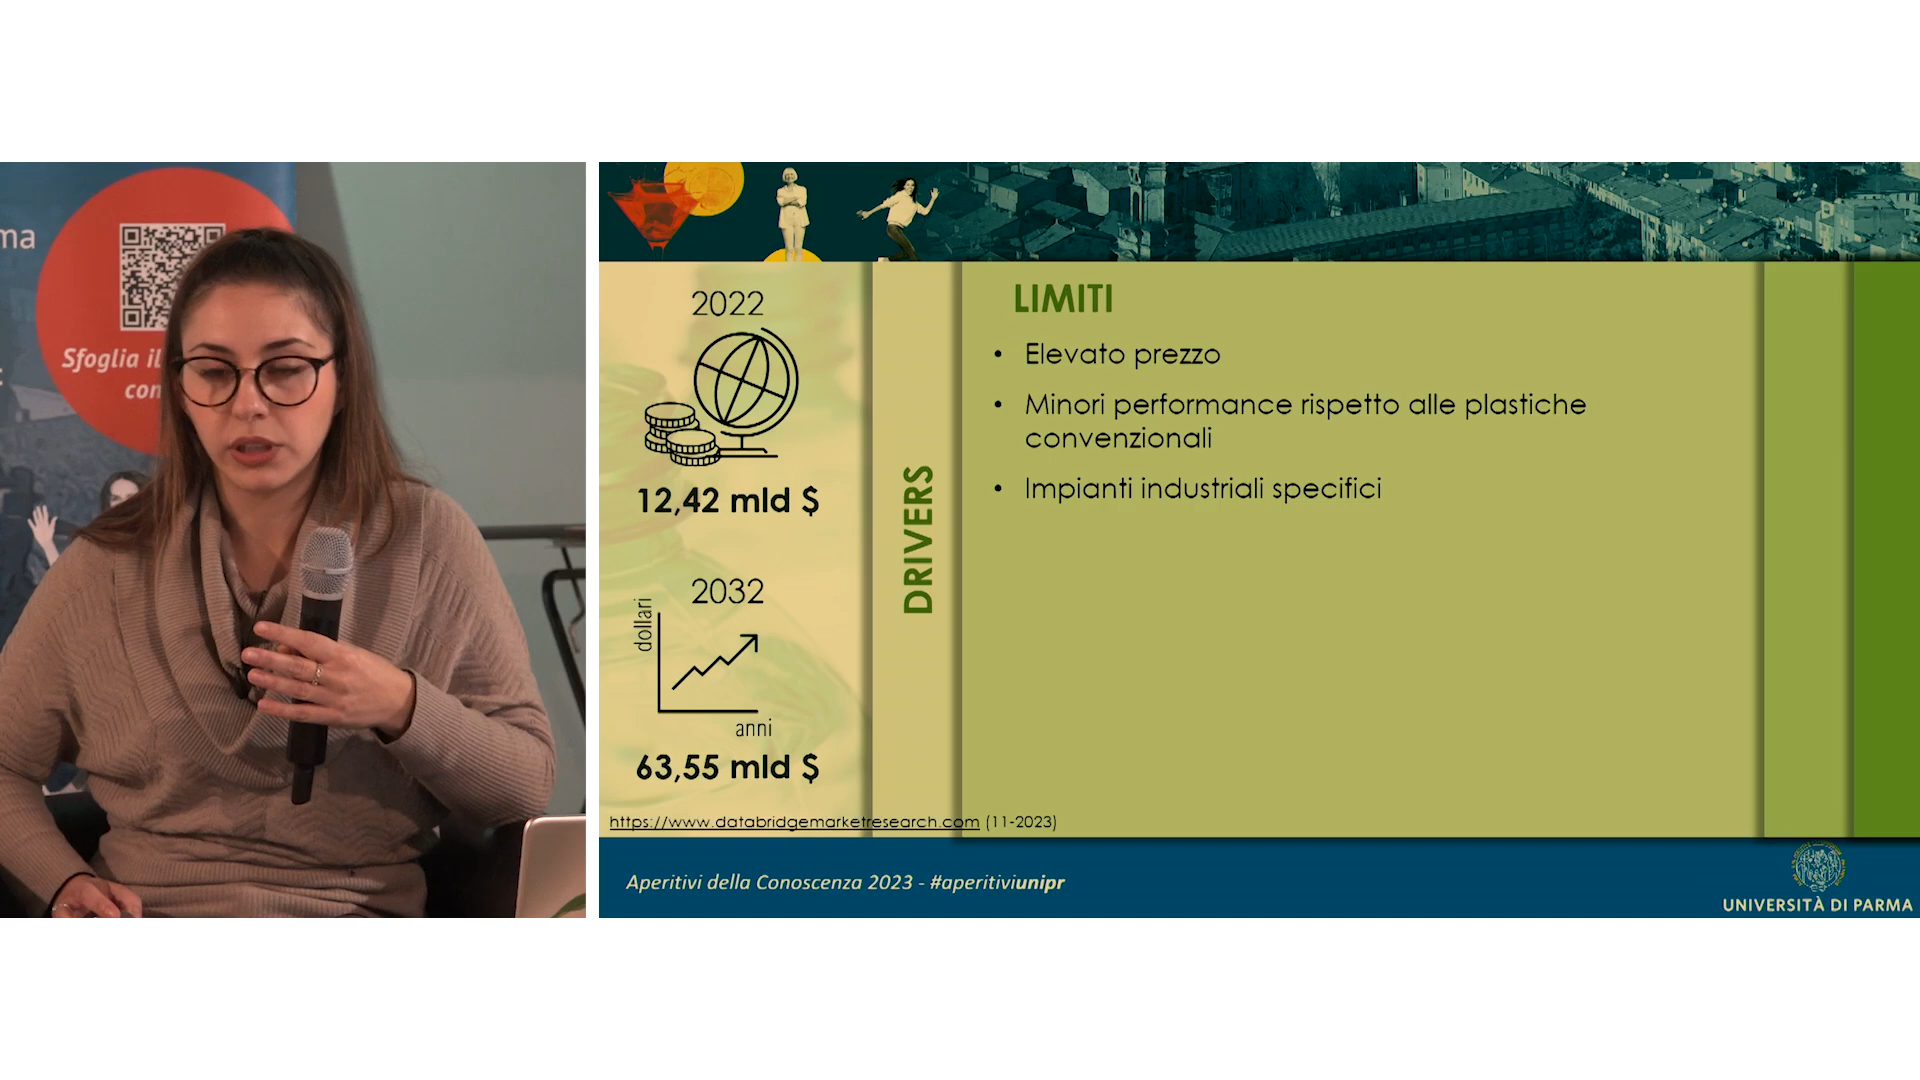 ma
Sfoglia il
con
2022
12,42 mld $
2032
dollari
anni
63,55 mld $
https://www.databridgemarketresearch.com (11-2023)
DRIVERS
LIMITI
• Elevato prezzo
• Minori performance rispetto alle plastiche
convenzionali
• Impianti industriali specifici
Aperitivi della Conoscenza 2023 - #aperitiviunipr
UNIVERSITÀ DI PARMA